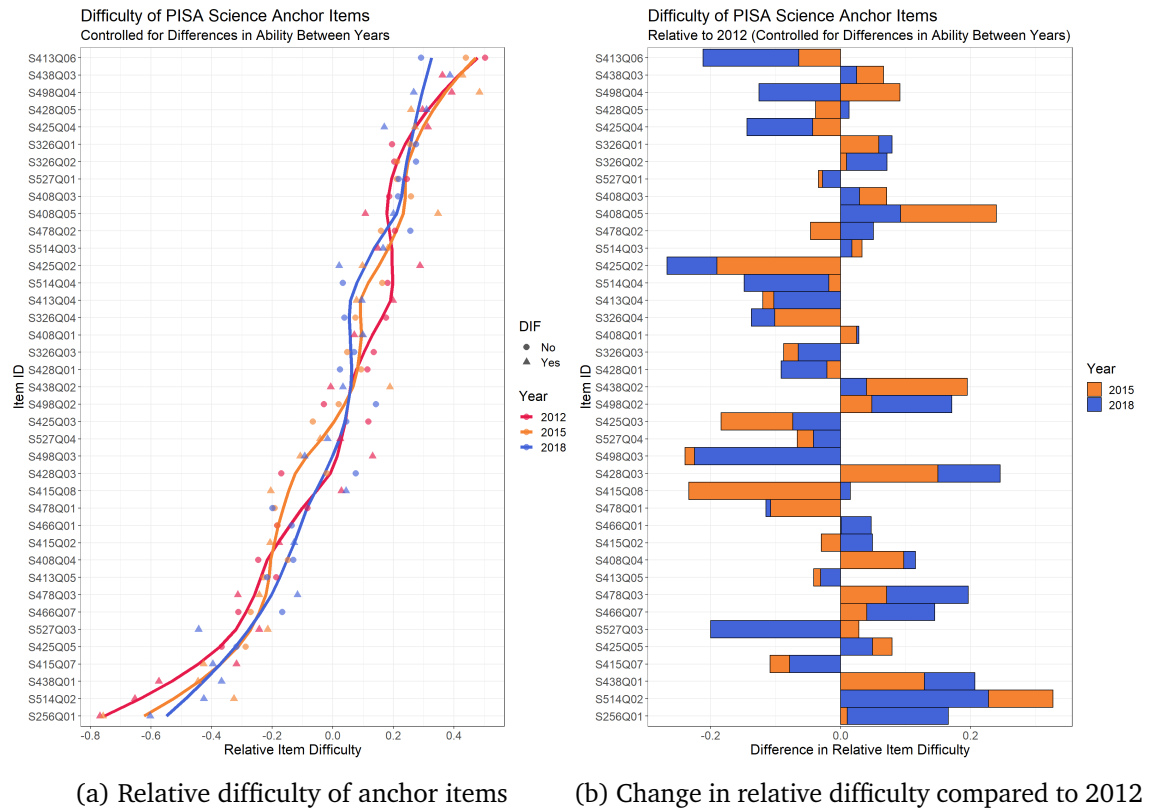 Difficulty of PISA Science Anchor Items
Controlled for Differences in Ability Between Years
S413Q06
S438Q03
S498Q04
S428Q05
S425Q04
S326Q01
S326Q02
S527Q01
S408Q03
S408Q05
S478Q02
S514Q03
S425Q02
S514Q04
S413Q04
S326Q04
S408Q01
S326Q03
S428Q01
S438Q02
S498Q02
S425Q03
S527Q04
S498Q03
S428Q03
S415Q08
S478Q01
S466Q01
S415Q02
S408Q04
S413Q05
S478Q03
S466Q07
S527Q03
S425Q05
S415Q07
S438Q01
S514Q02
S256Q01
Item ID
-0.8 -0.6 -0.4 -0.2 0.0 0.2 0.4
Relative Item Difficulty
DIF
No
Yes
Year
2012
2015
2018
(a) Relative difficulty of anchor items
Difficulty of PISA Science Anchor Items
Relative to 2012 (Controlled for Differences in Ability Between Years)
S413Q06
S438Q03
S498Q04
S428Q05
S425Q04
S326Q01
S326Q02
S527Q01
S408Q03
S408Q05
S478Q02
S514Q03
S425Q02
S514Q04
S413Q04
S326Q04
S408Q01
S326Q03
S428Q01
S438Q02
S498Q02
S425Q03
S527Q04
S498Q03
S428Q03
S415Q08
S478Q01
S466Q01
S415Q02
S408Q04
S413Q05
S478Q03
S466Q07
S527Q03
S425Q05
S415Q07
S438Q01
S514Q02
S256Q01
Item ID
-0.2 0.0 0.2
Difference in Relative Item Difficulty
Year
2015
2018
(b) Change in relative difficulty compared to 2012